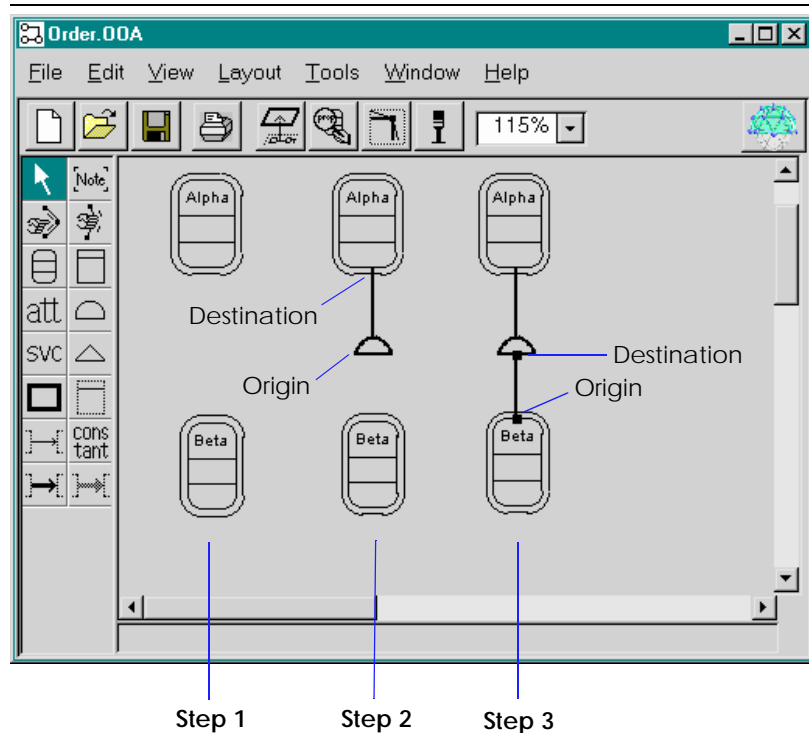 Order.OOA
File Edit View Layout Tools Window Help
115%
[Note]
att
svc
cons
tant
Alpha Alpha Alpha
Destination
Destination
Origin
Origin
Beta Beta Beta
Step 1 Step 2 Step 3